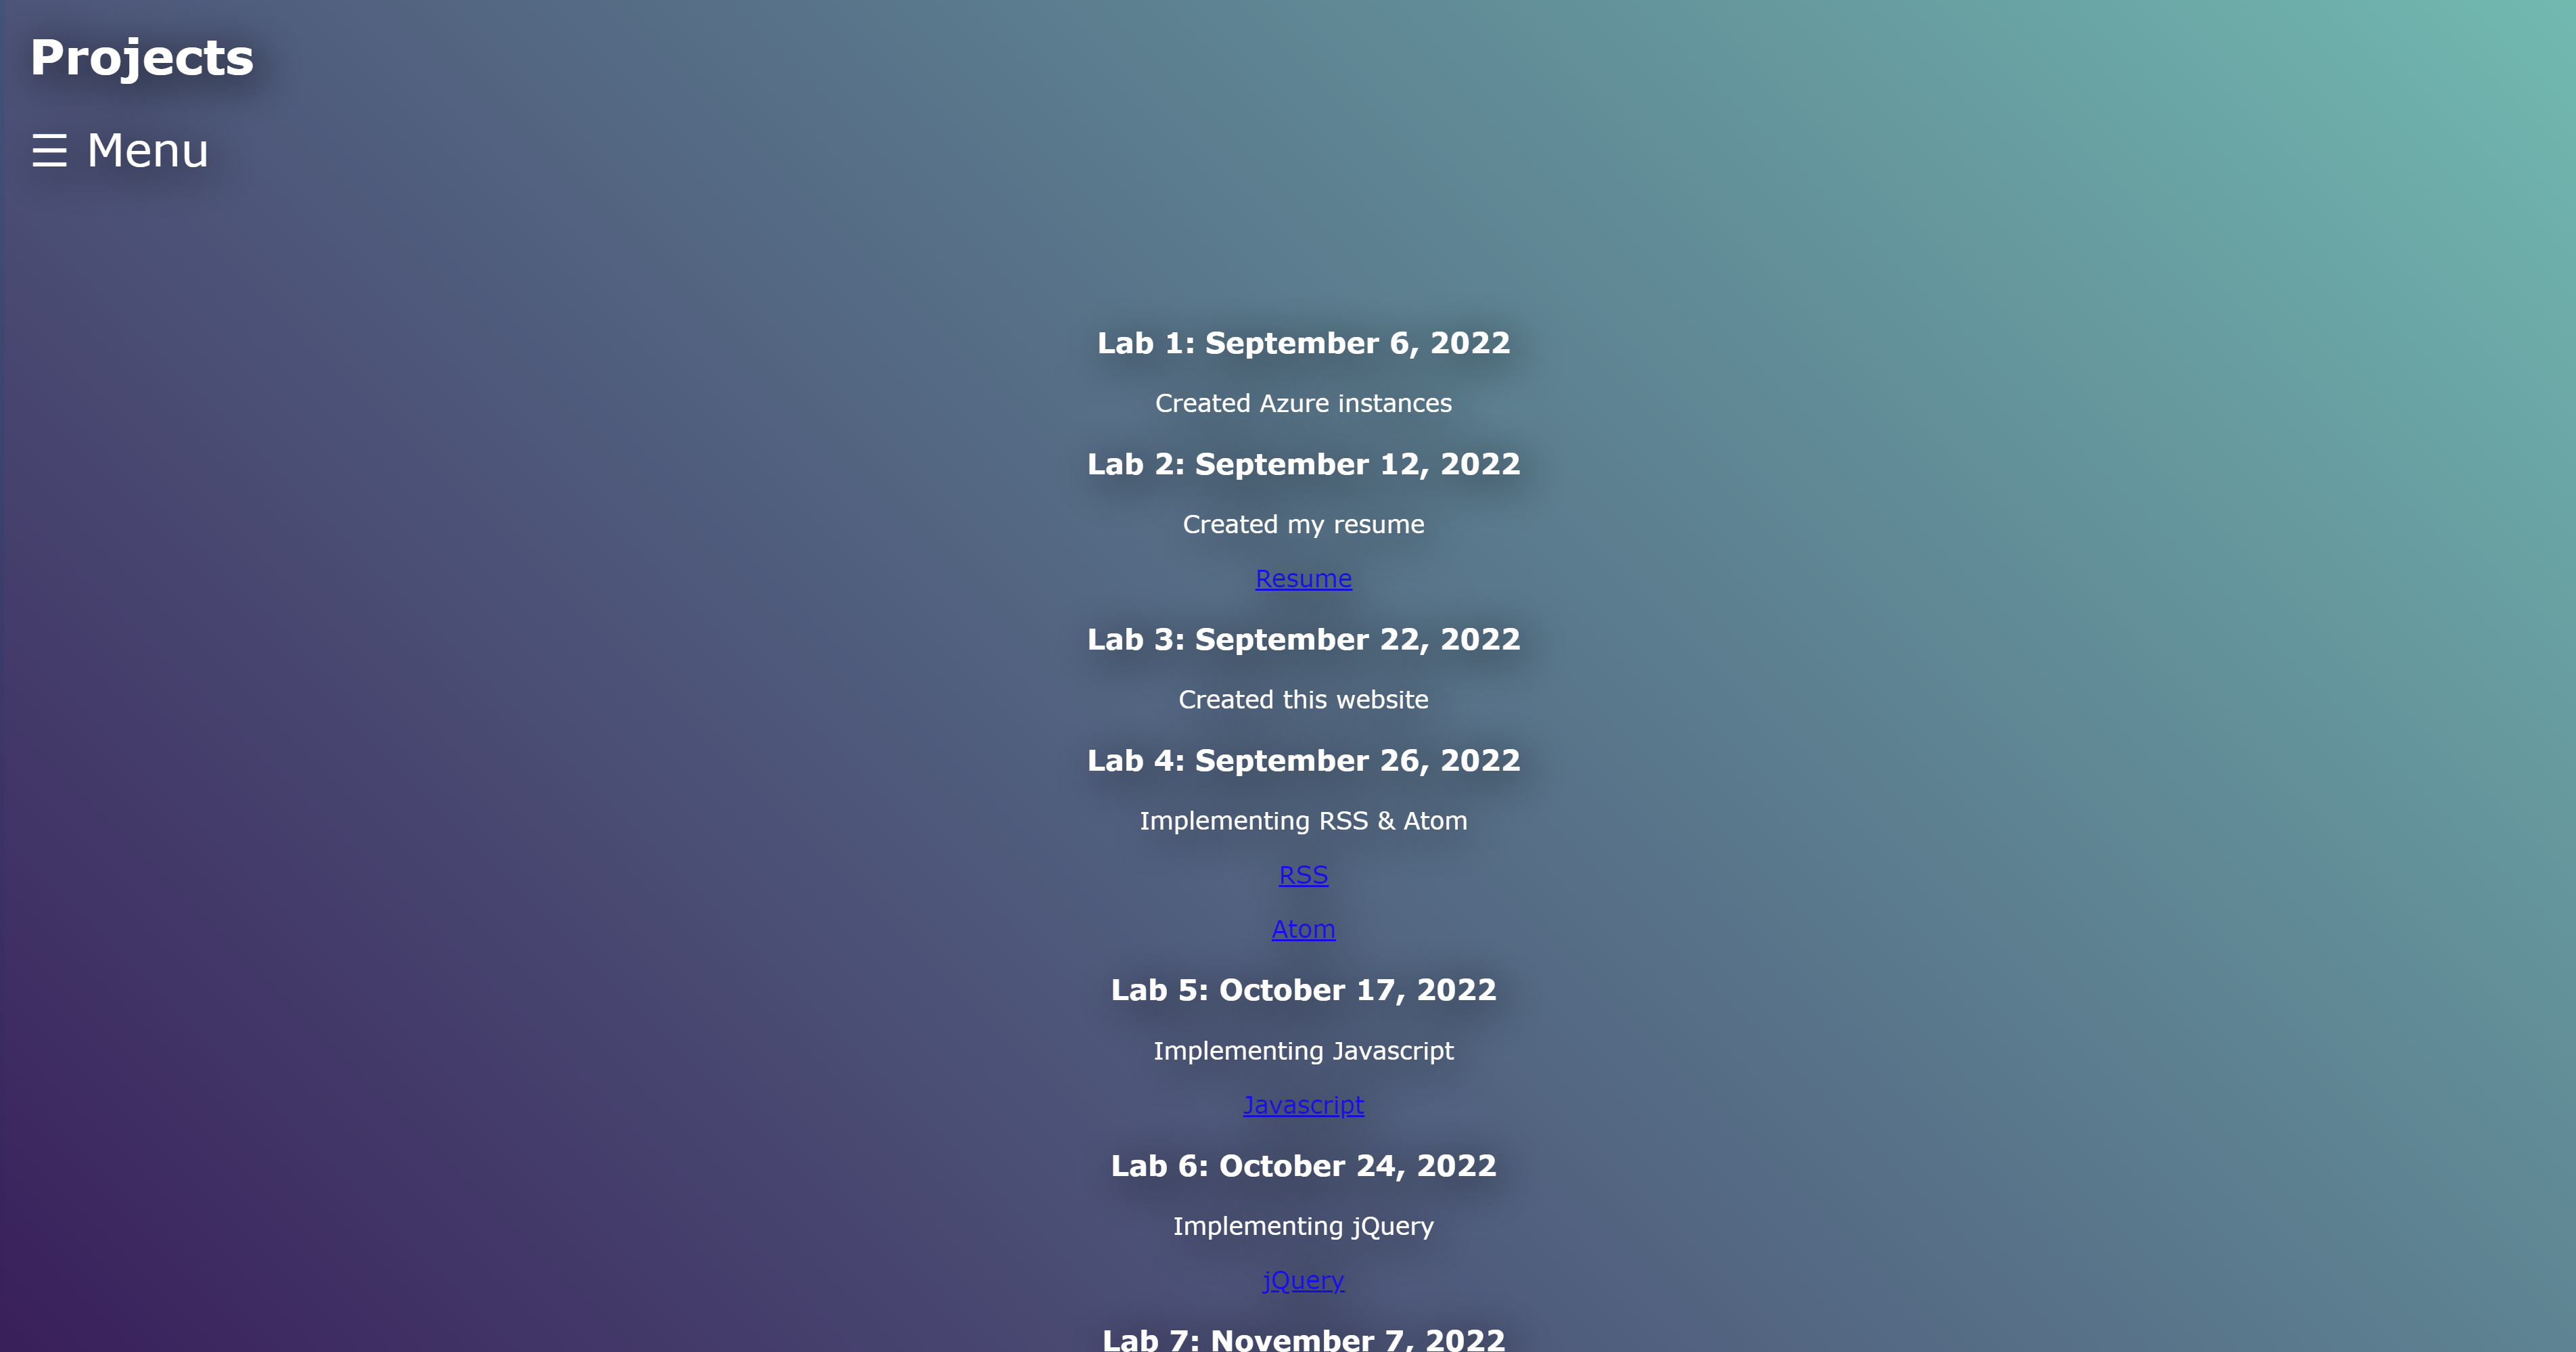 Projects
☰ Menu
Lab 1: September 6, 2022
Created Azure instances
Lab 2: September 12, 2022
Created my resume
Resume
Lab 3: September 22, 2022
Created this website
Lab 4: September 26, 2022
Implementing RSS & Atom
RSS
Atom
Lab 5: October 17, 2022
Implementing Javascript
Javascript
Lab 6: October 24, 2022
Implementing jQuery
jQuery
Lab 7: November 7, 2022